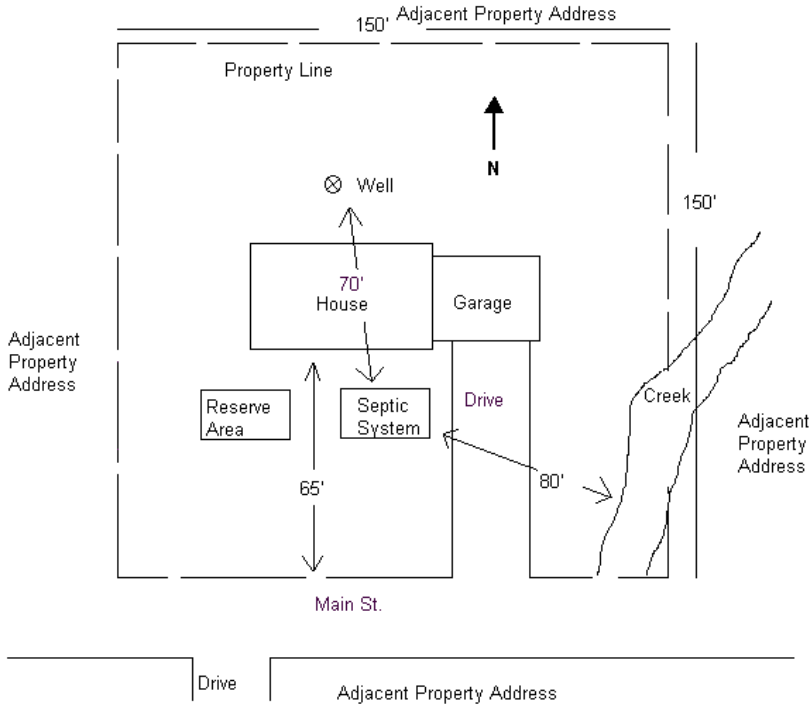 Adjacent Property Address
150'
Property Line
N
Well
150'
70'
House
Garage
Adjacent
Property
Address
Reserve
Area
Septic
System
Drive
Creek
Adjacent
Property
Address
65'
80'
Main St.
Drive
Adjacent Property Address